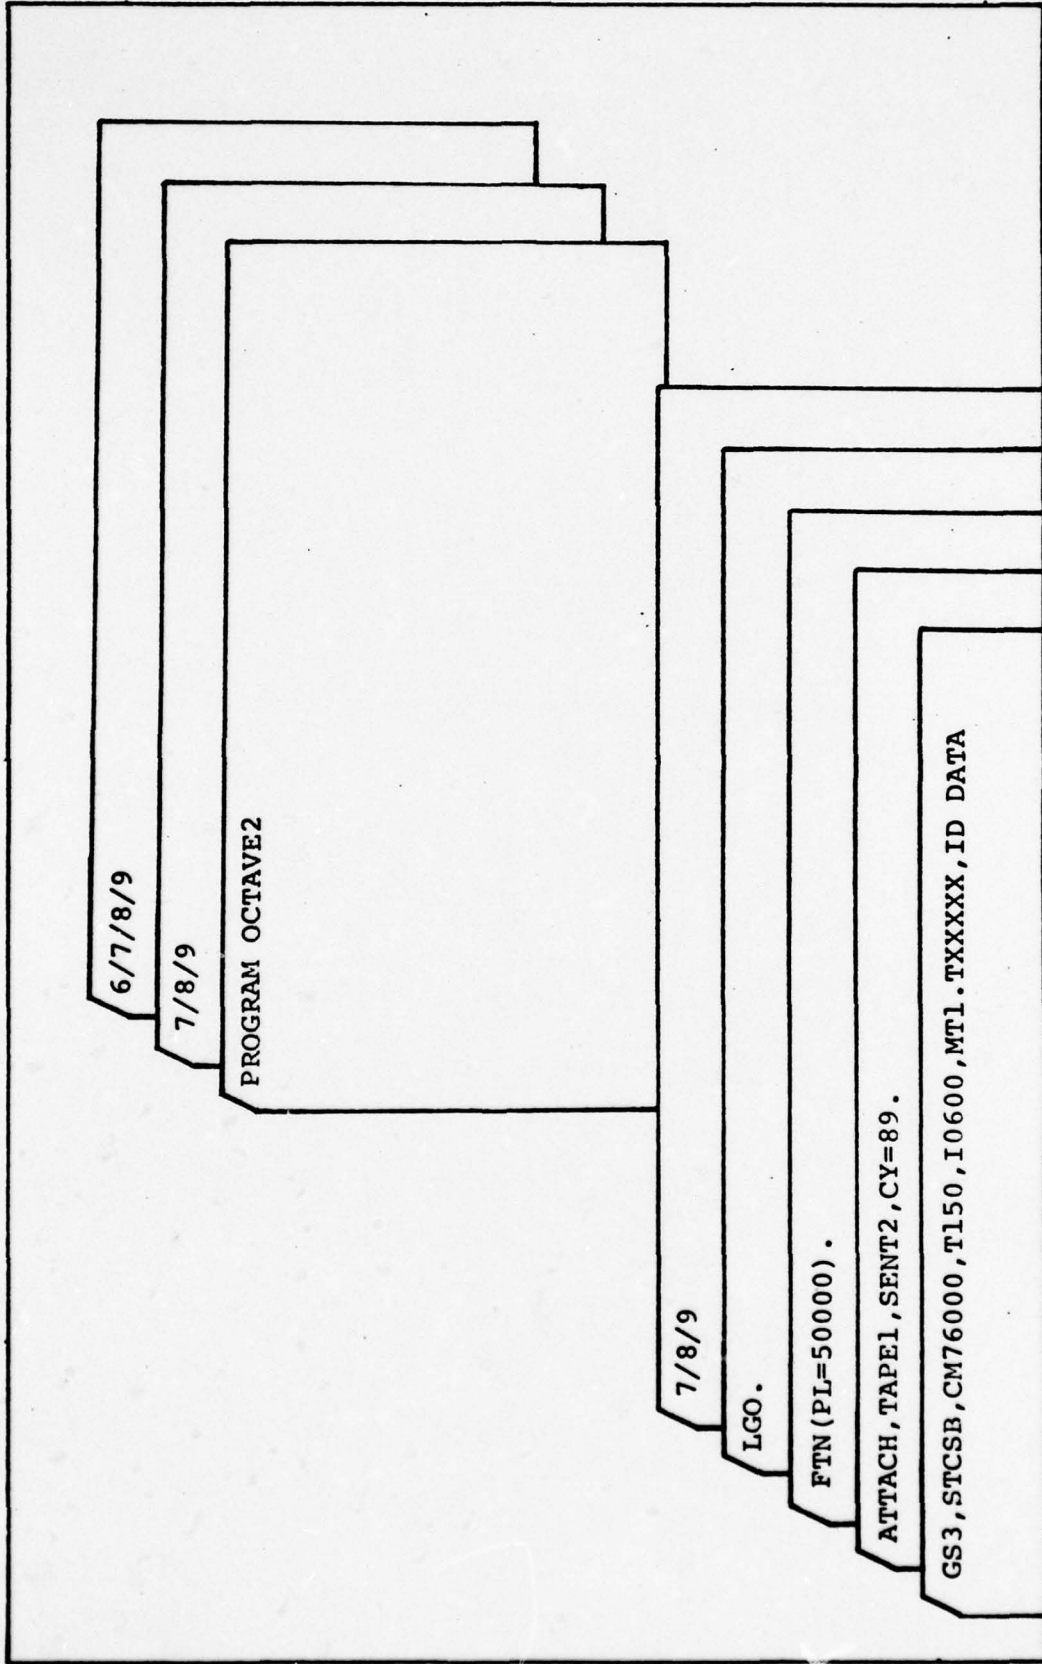 6/7/8/9
7/8/9
PROGRAM OCTAVE2
7/8/9
LGO.
FTN(PL=50000).
ATTACH,TAPE1,SENT2,CY=89.
GS3,STCSB,CM76000,T150,IO600,MT1.TXXXXX,ID DATA